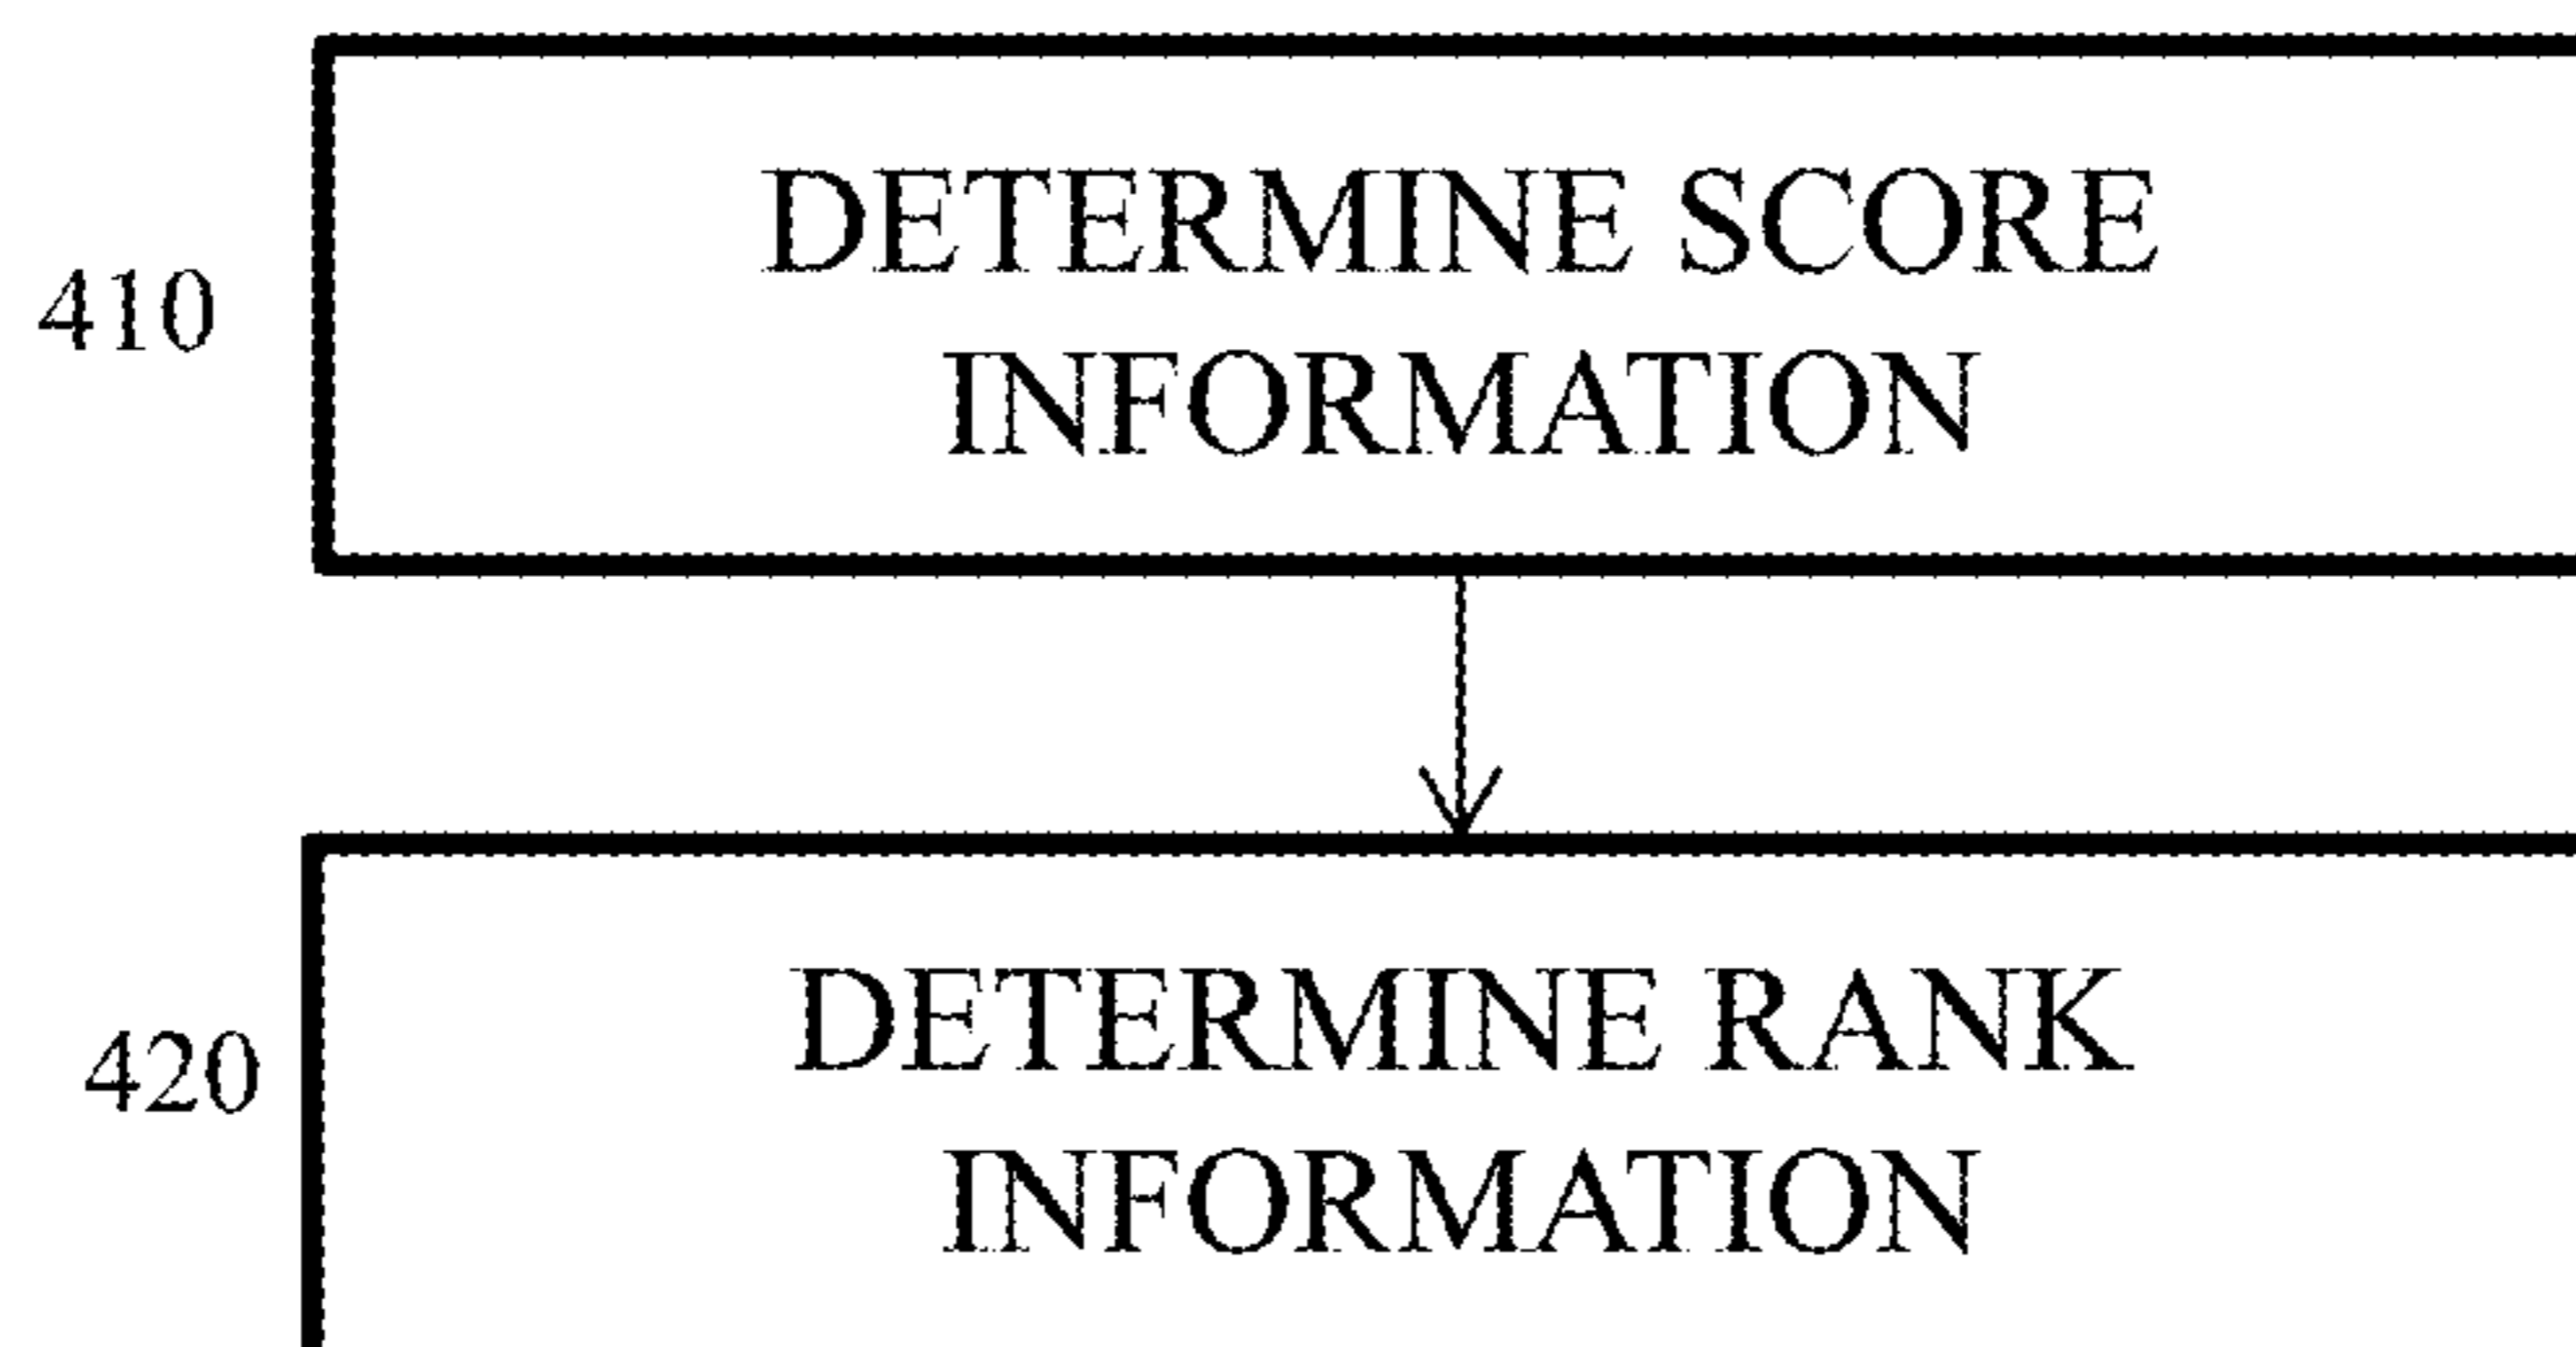 DETERMINE SCORE
410
INFORMATION
DETERMINE RANK
420
INFORMATION